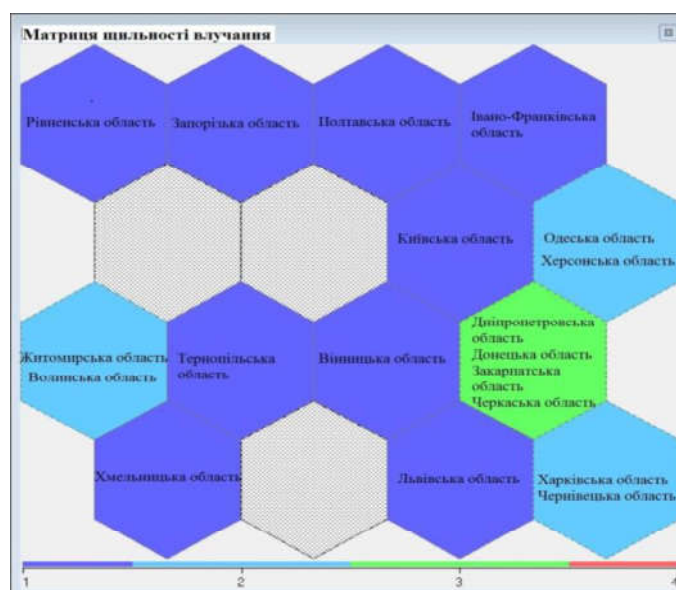 Матриця щильності влучання
Рівненська область
Запорізька область
Полтавська область
Івано-Франківська
область
Київська область
Одеська область
Херсонська область
Житомирська область
Волинська область
Тернопільська
область
Вінницька область
Дніпропетровська
область
Донецька область
Закарпатська
область
Черкаська область
Хмельницька область
Львівська область
Харківська область
Чернівецька область
1 2 3 4